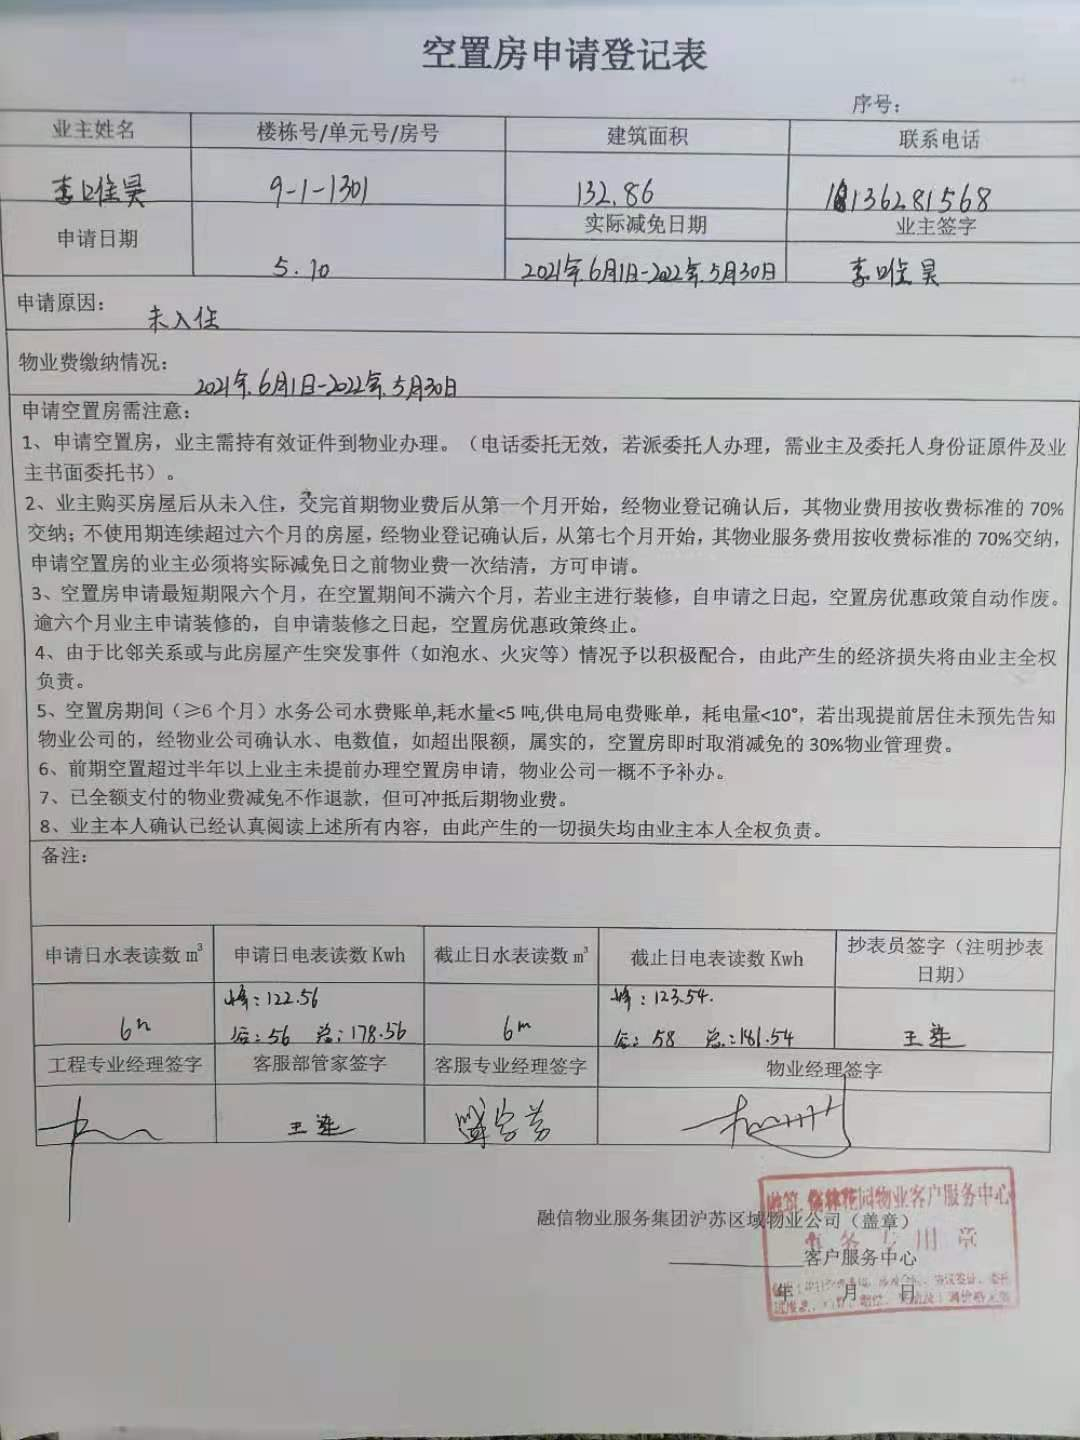 空置房申请登记表
序号：
业主姓名 楼栋号/单元号/房号 建筑面积 联系电话
李唯昊 9-1-1301 132.86 18136281568
申请日期 5.10 实际减免日期 业主签字
2021年.6月1日-2022年.5月30日 李唯昊
申请原因： 未入住
物业费缴纳情况： 2021年.6月1日-2022年.5月30日
申请空置房需注意：
1、申请空置房，业主需持有效证件到物业办理。（电话委托无效，若派委托人办理，需业主及委托人身份证原件及业
主书面委托书）。
2、业主购买房屋后从未入住，交完首期物业费后从第一个月开始，经物业登记确认后，其物业费用按收费标准的70%
交纳；不使用期连续超过六个月的房屋，经物业登记确认后，从第七个月开始，其物业服务费用按收费标准的70%交纳，
申请空置房的业主必须将实际减免日之前物业费一次结清，方可申请。
3、空置房申请最短期限六个月，在空置期间不满六个月，若业主进行装修，自申请之日起，空置房优惠政策自动作废。
逾六个月业主申请装修的，自申请装修之日起，空置房优惠政策终止。
4、由于比邻关系或与此房屋产生突发事件（如泡水、火灾等）情况予以积极配合，由此产生的经济损失将由业主全权
负责。
5、空置房期间（≥6个月）水务公司水费账单,耗水量<5吨,供电局电费账单，耗电量<10°，若出现提前居住未预先告知
物业公司的，经物业公司确认水、电数值，如超出限额，属实的，空置房即时取消减免的30%物业管理费。
6、前期空置超过半年以上业主未提前办理空置房申请，物业公司一概不予补办。
7、已全额支付的物业费减免不作退款，但可冲抵后期物业费。
8、业主本人确认已经认真阅读上述所有内容，由此产生的一切损失均由业主本人全权负责。
备注：
申请日水表读数m³ 申请日电表读数Kwh 截止日水表读数m³ 截止日电表读数Kwh 抄表员签字（注明抄表
日期）
峰：122.56 峰：123.54.
6 谷：56 总：178.56 6m 谷：58 总：181.54 王莲
工程专业经理签字 客服部管家签字 客服专业经理签字 物业经理签字
王莲
园物业客户服务中心
融信物业服务集团沪苏区域物业公司（盖章）
专用章
客户服务中心
年 月 日